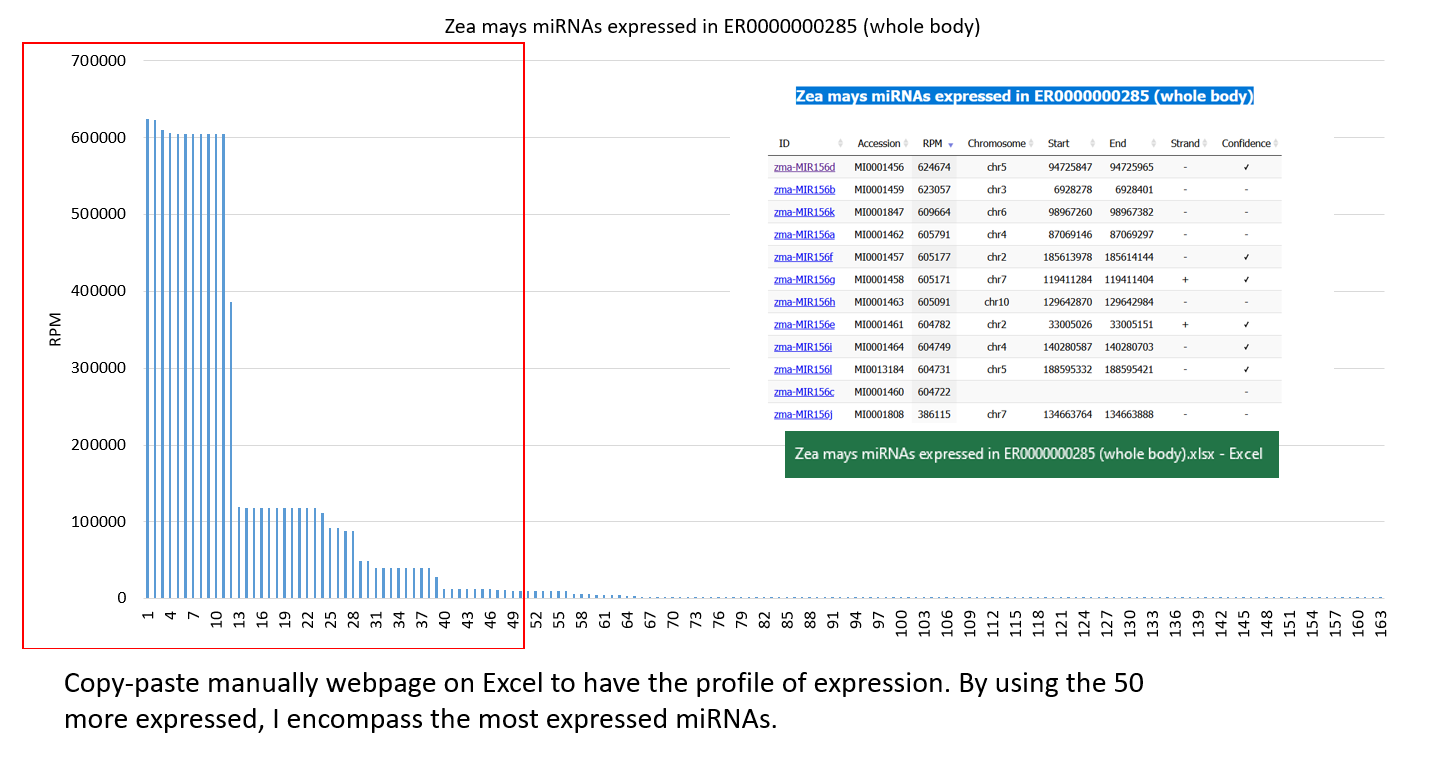 Zea mays miRNAs expressed in ER0000000285 (whole body)
700000
600000
500000
400000
300000
200000
100000
0
RPM
1 4 7 10 13 16 19 22 25 28 31 34 37 40 43 46 49 52 55 58 61 64 67 70 73 76 79 82 85 88 91 94 97 100 103 106 109 112 115 118 121 124 127 130 133 136 139 142 145 148 151 154 157 160 163
Zea mays miRNAs expressed in ER0000000285 (whole body)
ID Accession RPM Chromosome Start End Strand Confidence
zma-MIR156d MI0001456 624674 chr5 94725847 94725965 - ✓
zma-MIR156b MI0001459 623057 chr3 6928278 6928401 - -
zma-MIR156k MI0001847 609664 chr6 98967260 98967382 - -
zma-MIR156a MI0001462 605791 chr4 87069146 87069297 - -
zma-MIR156f MI0001457 605177 chr2 185613978 185614144 - ✓
zma-MIR156g MI0001458 605171 chr7 119411284 119411404 + ✓
zma-MIR156h MI0001463 605091 chr10 129642870 129642984 - -
zma-MIR156e MI0001461 604782 chr2 33005026 33005151 + ✓
zma-MIR156i MI0001464 604749 chr4 140280587 140280703 - ✓
zma-MIR156l MI0013184 604731 chr5 188595332 188595421 - ✓
zma-MIR156c MI0001460 604722 -
zma-MIR156j MI0001808 386115 chr7 134663764 134663888 - -
Zea mays miRNAs expressed in ER0000000285 (whole body).xlsx - Excel
Copy-paste manually webpage on Excel to have the profile of expression. By using the 50
more expressed, I encompass the most expressed miRNAs.